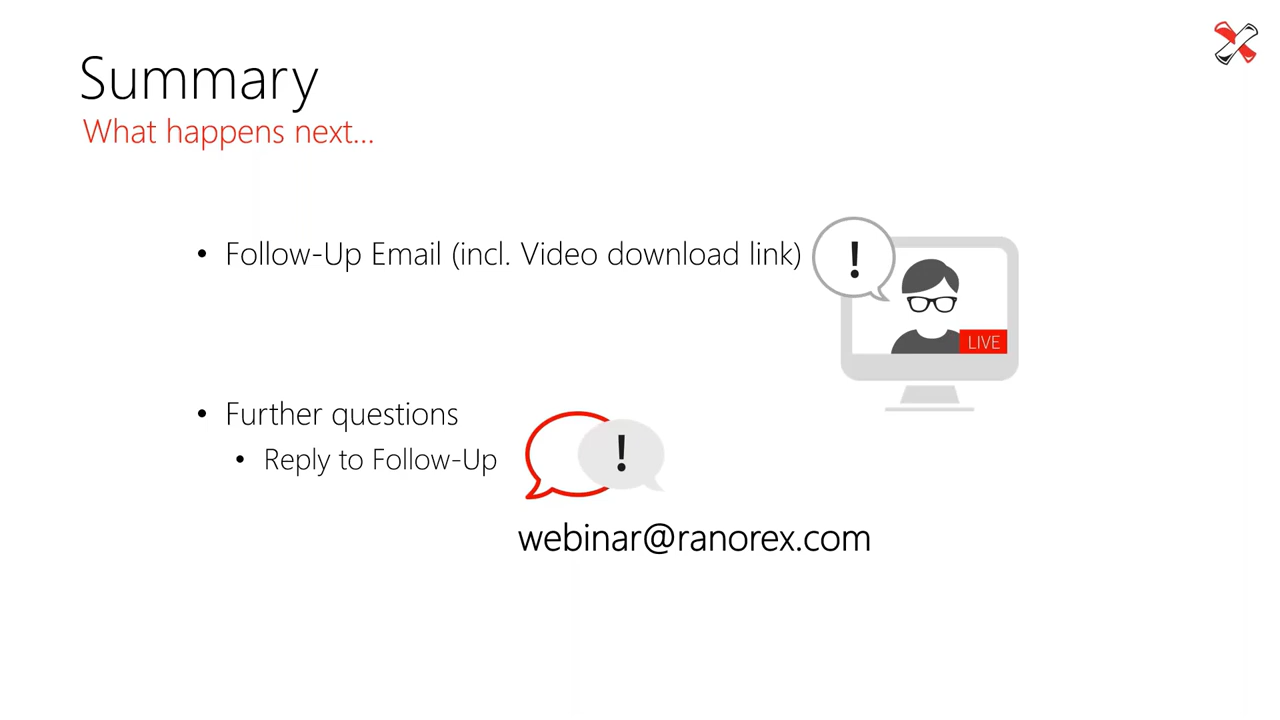 Summary
What happens next...
• Follow-Up Email (incl. Video download link)
!
LIVE
• Further questions
• Reply to Follow-Up
!
webinar@ranorex.com